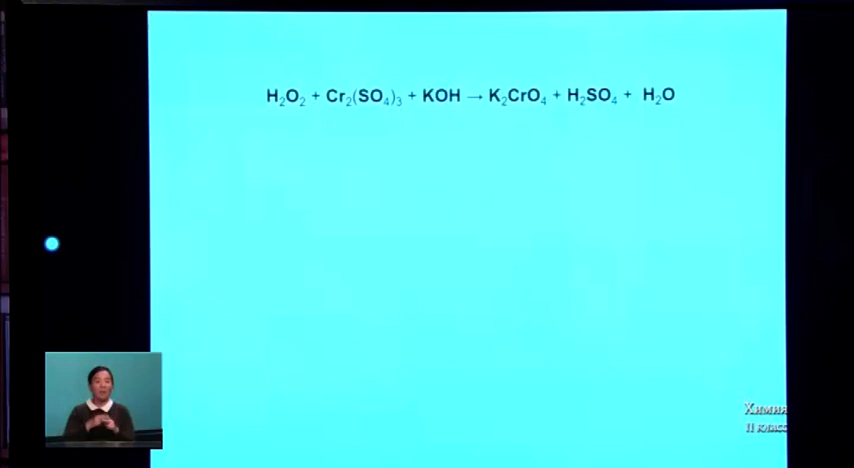 H₂O₂ + Cr₂(SO₄)₃ + KOH → K₂CrO₄ + H₂SO₄ + H₂O
Химия
11 класс